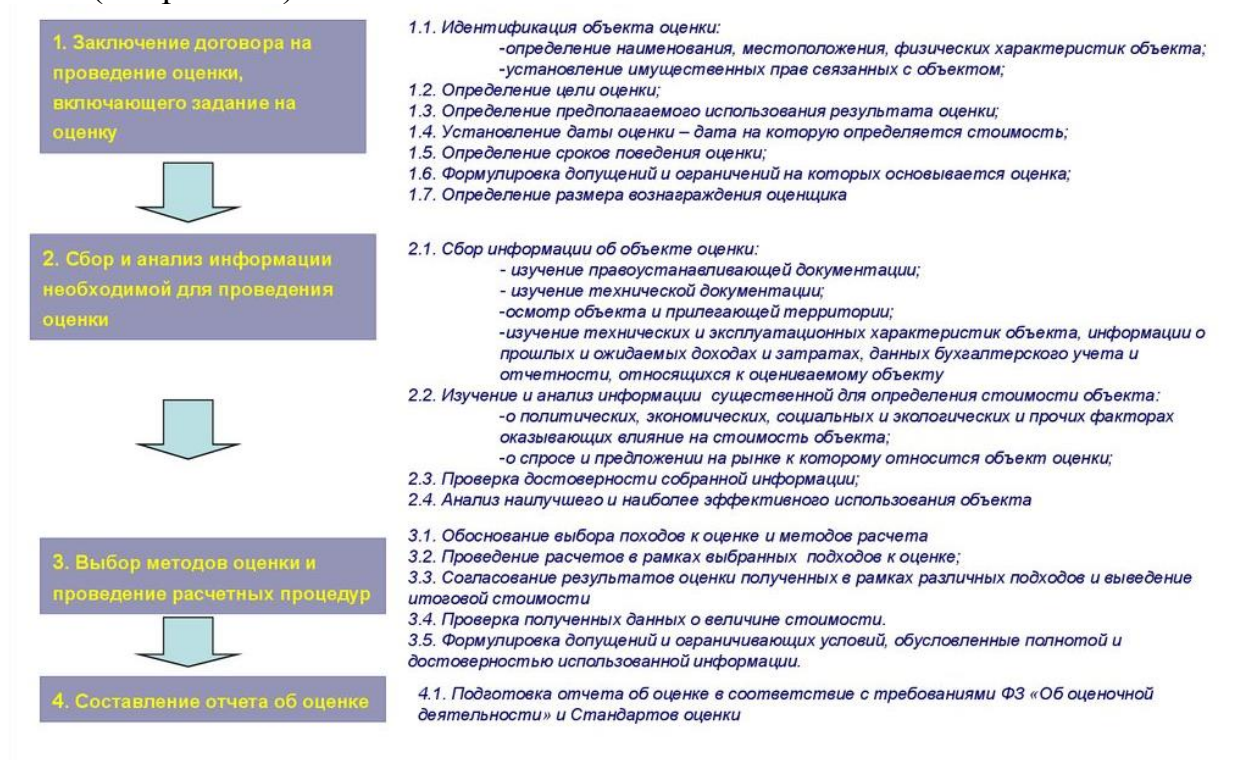 1. Заключение договора на
проведение оценки,
включающего задание на
оценку
1.1. Идентификация объекта оценки:
-определение наименования, местоположения, физических характеристик объекта;
-установление имущественных прав связанных с объектом;
1.2. Определение цели оценки;
1.3. Определение предполагаемого использования результата оценки;
1.4. Установление даты оценки – дата на которую определяется стоимость;
1.5. Определение сроков поведения оценки;
1.6. Формулировка допущений и ограничений на которых основывается оценка;
1.7. Определение размера вознаграждения оценщика
2. Сбор и анализ информации
необходимой для проведения
оценки
2.1. Сбор информации об объекте оценки:
- изучение правоустанавливающей документации;
- изучение технической документации;
-осмотр объекта и прилегающей территории;
-изучение технических и эксплуатационных характеристик объекта, информации о
прошлых и ожидаемых доходах и затратах, данных бухгалтерского учета и
отчетности, относящихся к оцениваемому объекту
2.2. Изучение и анализ информации существенной для определения стоимости объекта:
-о политических, экономических, социальных и экологических и прочих факторах
оказывающих влияние на стоимость объекта;
-о спросе и предложении на рынке к которому относится объект оценки;
2.3. Проверка достоверности собранной информации;
2.4. Анализ наилучшего и наиболее эффективного использования объекта
3. Выбор методов оценки и
проведение расчетных процедур
3.1. Обоснование выбора походов к оценке и методов расчета
3.2. Проведение расчетов в рамках выбранных подходов к оценке;
3.3. Согласование результатов оценки полученных в рамках различных подходов и выведение
итоговой стоимости
3.4. Проверка полученных данных о величине стоимости.
3.5. Формулировка допущений и ограничивающих условий, обусловленные полнотой и
достоверностью использованной информации.
4. Составление отчета об оценке
4.1. Подготовка отчета об оценке в соответствие с требованиями ФЗ «Об оценочной
деятельности» и Стандартов оценки